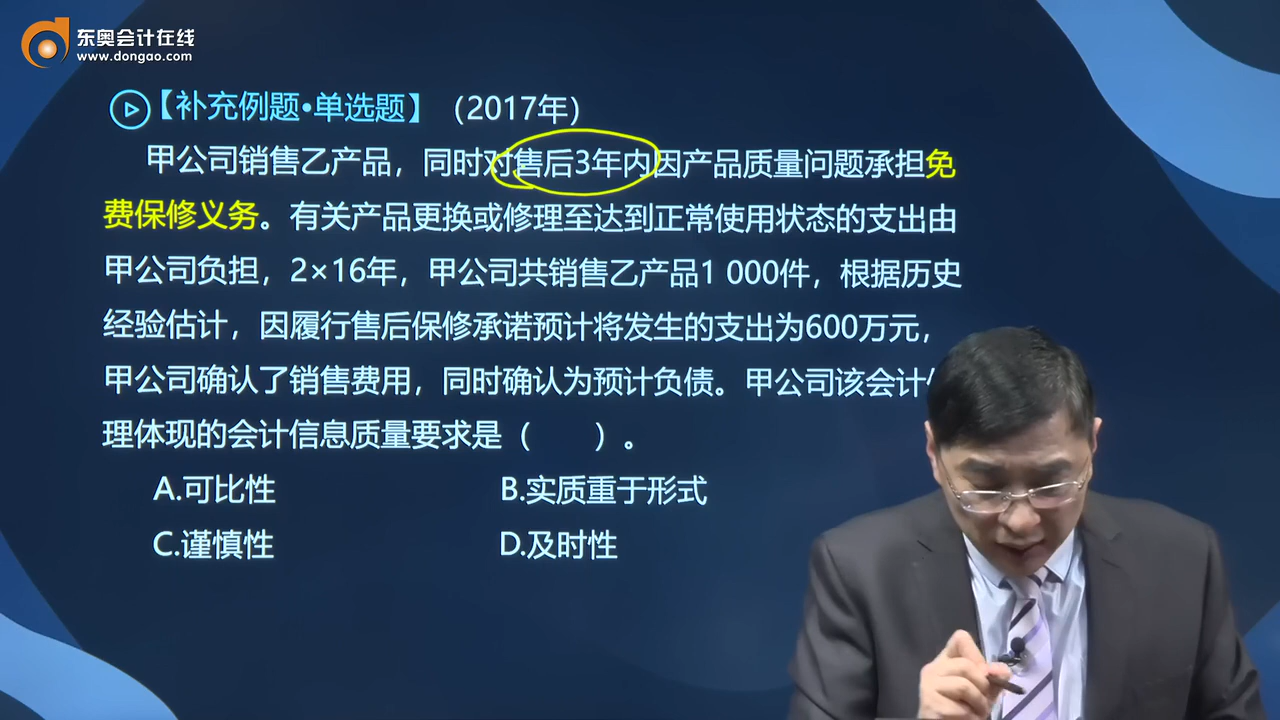 东奥会计在线
www.dongao.com
【补充例题•单选题】（2017年）
甲公司销售乙产品，同时对售后3年内因产品质量问题承担免
费保修义务。有关产品更换或修理至达到正常使用状态的支出由
甲公司负担，2×16年，甲公司共销售乙产品1 000件，根据历史
经验估计，因履行售后保修承诺预计将发生的支出为600万元，
甲公司确认了销售费用，同时确认为预计负债。甲公司该会计
理体现的会计信息质量要求是（　　）。
A.可比性
B.实质重于形式
C.谨慎性
D.及时性